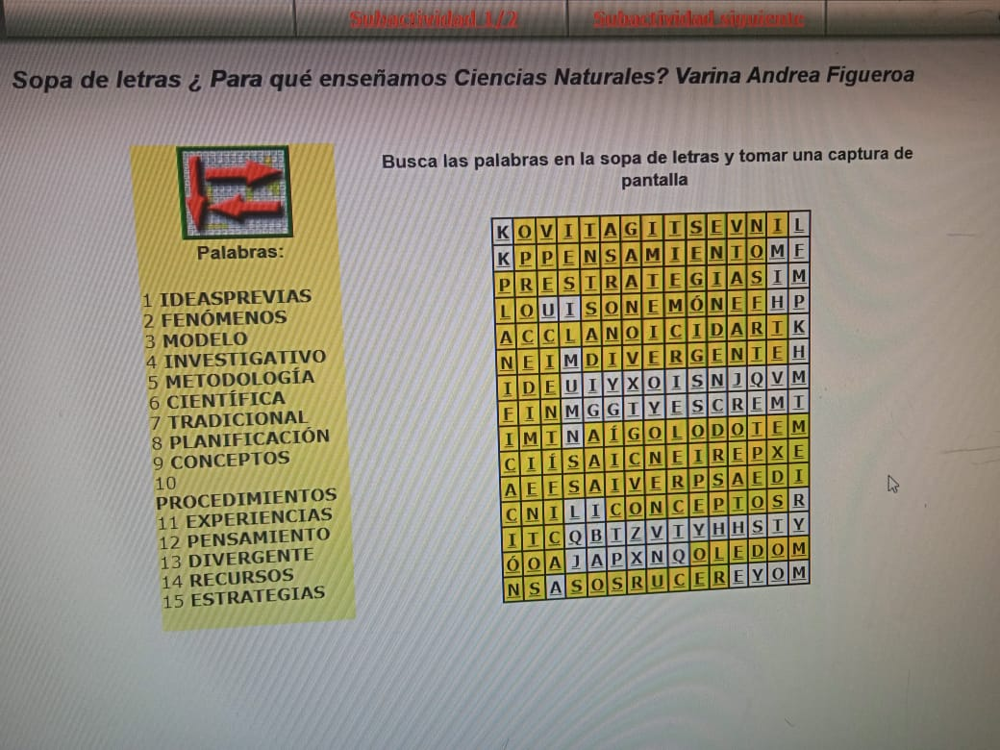 Subactividad 1/2
Subactividad siguiente
Sopa de letras ¿ Para qué enseñamos Ciencias Naturales? Varina Andrea Figueroa
Palabras:
1 IDEASPREVIAS
2 FENÓMENOS
3 MODELO
4 INVESTIGATIVO
5 METODOLOGÍA
6 CIENTÍFICA
7 TRADICIONAL
8 PLANIFICACIÓN
9 CONCEPTOS
10
PROCEDIMIENTOS
11 EXPERIENCIAS
12 PENSAMIENTO
13 DIVERGENTE
14 RECURSOS
15 ESTRATEGIAS
Busca las palabras en la sopa de letras y tomar una captura de
pantalla
K O V I T A G I T S E V N I L
K P P E N S A M I E N T O M F
P R E S T R A T E G I A S I M
L O U I S O N E M Ó N E F H P
A C C L A N O I C I D A R T K
N E I M D I V E R G E N T E H
I D E U I Y X O I S N J Q V M
F I N M G G T Y E S C R E M T
I M T N A Í G O L O D O T E M
C I Í S A I C N E I R E P X E
A E F S A I V E R P S A E D I
C N I L I C O N C E P T O S R
I T C Q B T Z V T Y H H S T Y
Ó O A J A P X N Q O L E D O M
N S A S O S R U C E R E Y O M